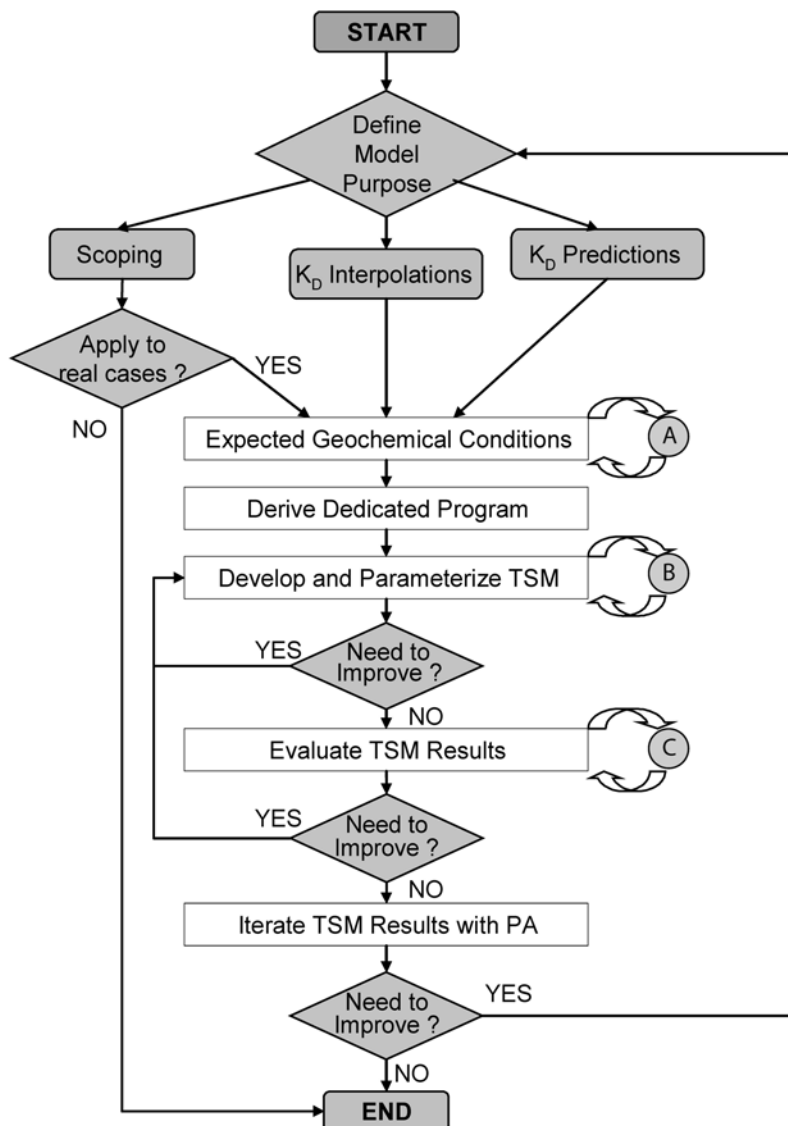 START
Define
Model
Purpose
Scoping
K_D Interpolations
K_D Predictions
Apply to
real cases ?
YES
NO
Expected Geochemical Conditions
A
Derive Dedicated Program
Develop and Parameterize TSM
B
YES
Need to
Improve ?
NO
Evaluate TSM Results
C
YES
Need to
Improve ?
NO
Iterate TSM Results with PA
Need to
Improve ?
YES
NO
END